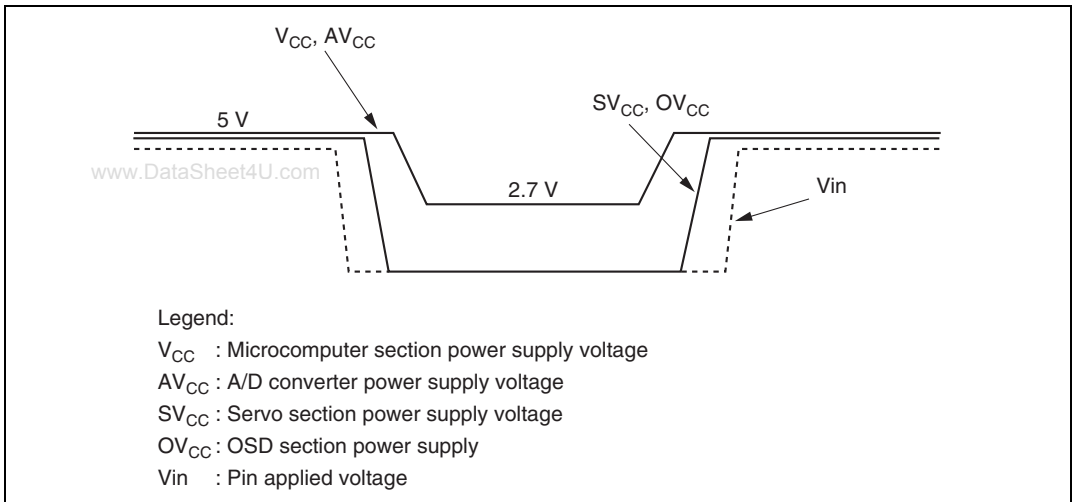 V_CC, AV_CC
SV_CC, OV_CC
5 V
www.DataSheet4U.com
2.7 V
Vin
Legend:
V_CC : Microcomputer section power supply voltage
AV_CC : A/D converter power supply voltage
SV_CC : Servo section power supply voltage
OV_CC : OSD section power supply
Vin : Pin applied voltage